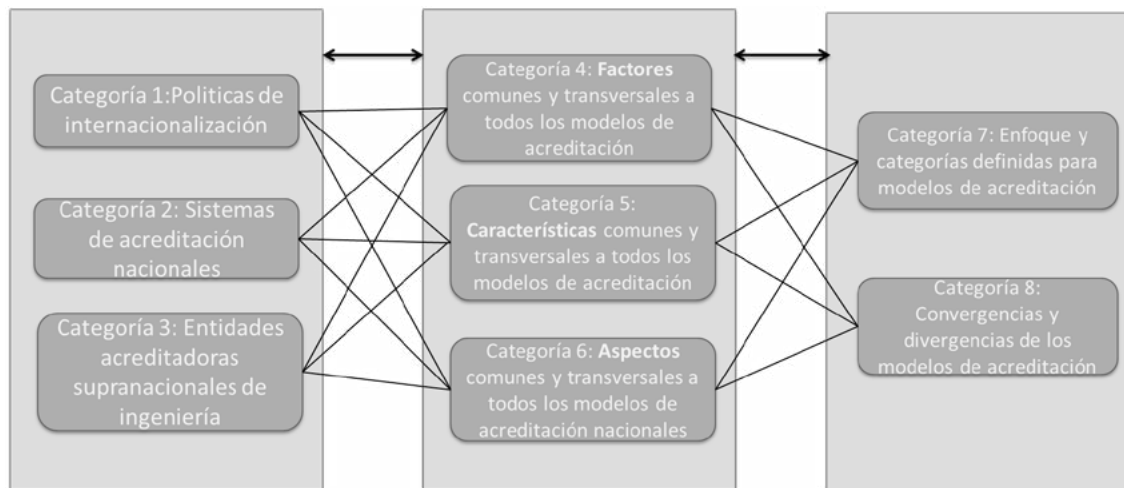 Categoría 1:Politicas de
internacionalización
Categoría 2: Sistemas
de acreditación
nacionales
Categoría 3: Entidades
acreditadoras
supranacionales de
ingeniería
Categoría 4: Factores
comunes y transversales a
todos los modelos de
acreditación
Categoría 5:
Características comunes y
transversales a todos los
modelos de acreditación
Categoría 6: Aspectos
comunes y transversales a
todos los modelos de
acreditación nacionales
Categoría 7: Enfoque y
categorías definidas para
modelos de acreditación
Categoría 8:
Convergencias y
divergencias de los
modelos de acreditación